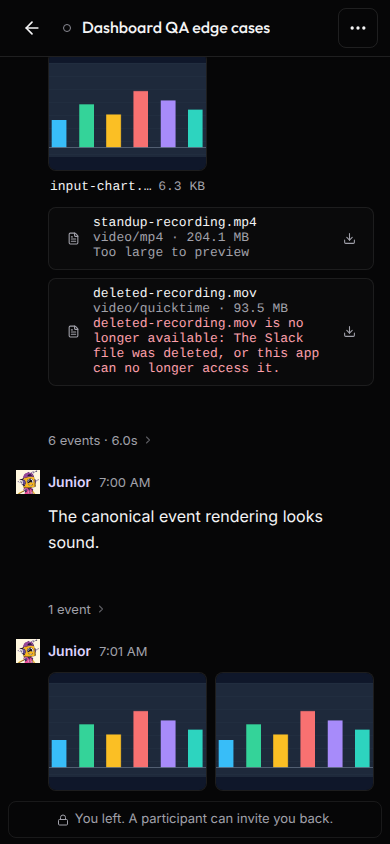 Dashboard QA edge cases
input-chart.… 6.3 KB
standup-recording.mp4
video/mp4 · 204.1 MB
Too large to preview
deleted-recording.mov
video/quicktime · 93.5 MB
deleted-recording.mov is no
longer available: The Slack
file was deleted, or this app
can no longer access it.
6 events · 6.0s
Junior 7:00 AM
The canonical event rendering looks
sound.
1 event
Junior 7:01 AM
You left. A participant can invite you back.